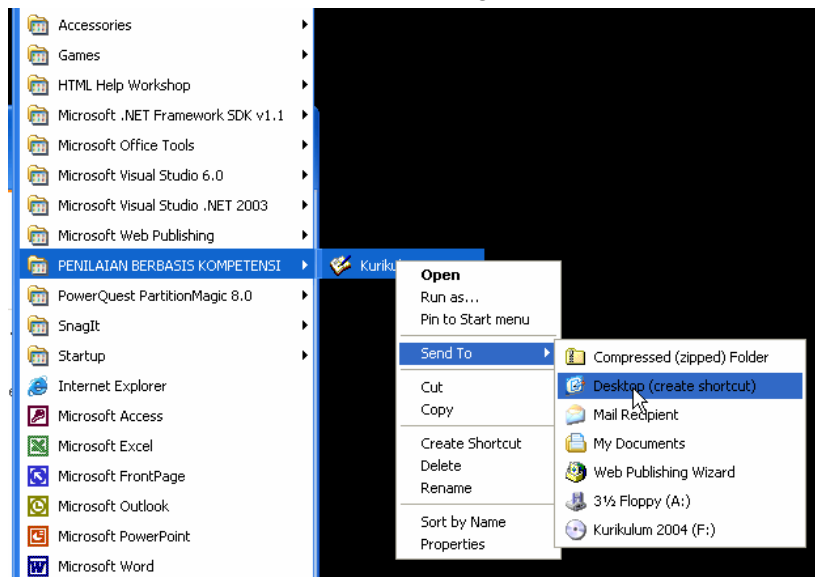 Accessories
Games
HTML Help Workshop
Microsoft .NET Framework SDK v1.1
Microsoft Office Tools
Microsoft Visual Studio 6.0
Microsoft Visual Studio .NET 2003
Microsoft Web Publishing
PENILAIAN BERBASIS KOMPETENSI
PowerQuest PartitionMagic 8.0
SnagIt
Startup
Internet Explorer
Microsoft Access
Microsoft Excel
Microsoft FrontPage
Microsoft Outlook
Microsoft PowerPoint
Microsoft Word
Open
Run as...
Pin to Start menu
Send To
Cut
Copy
Create Shortcut
Delete
Rename
Sort by Name
Properties
Compressed (zipped) Folder
Desktop (create shortcut)
Mail Recipient
My Documents
Web Publishing Wizard
3½ Floppy (A:)
Kurikulum 2004 (F:)